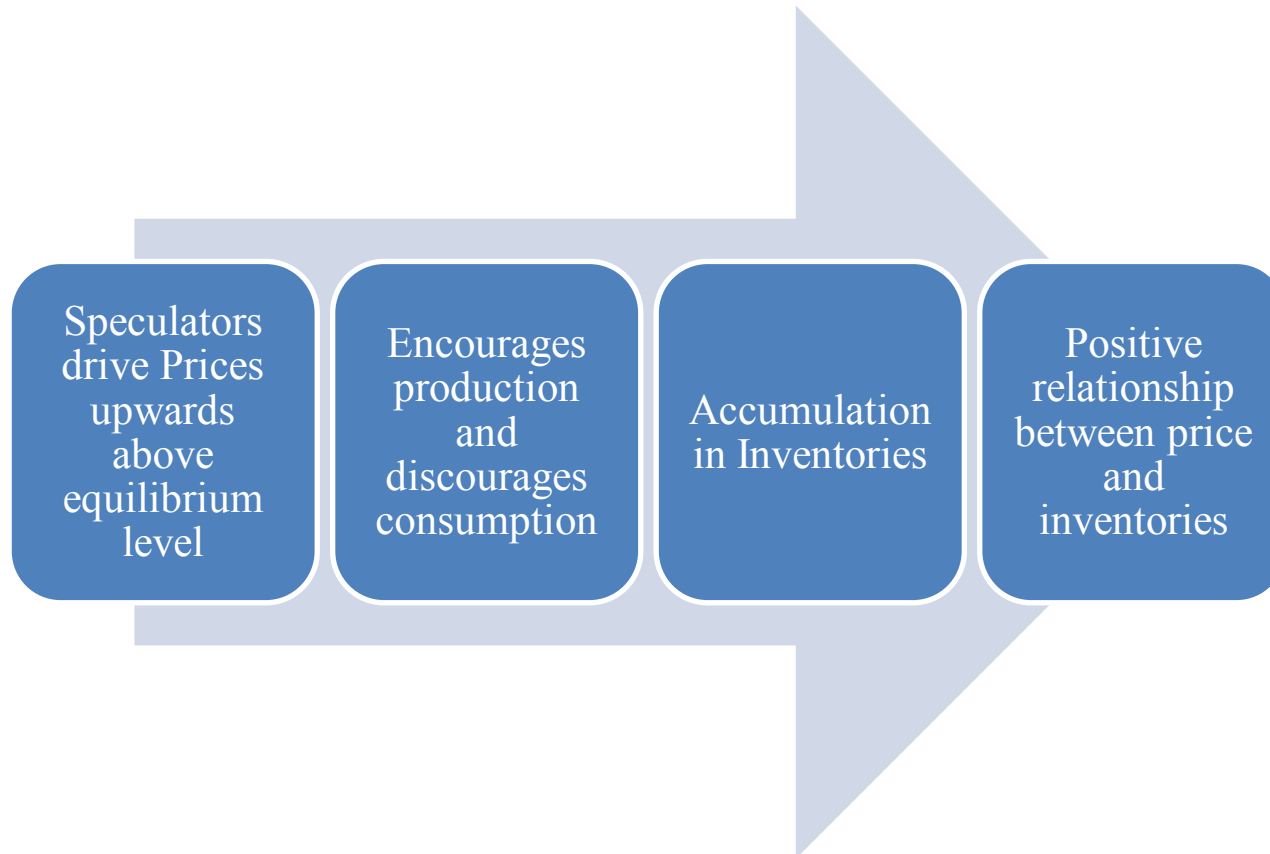 Speculators
drive Prices
upwards
above
equilibrium
level
Encourages
production
and
discourages
consumption
Accumulation
in Inventories
Positive
relationship
between price
and
inventories